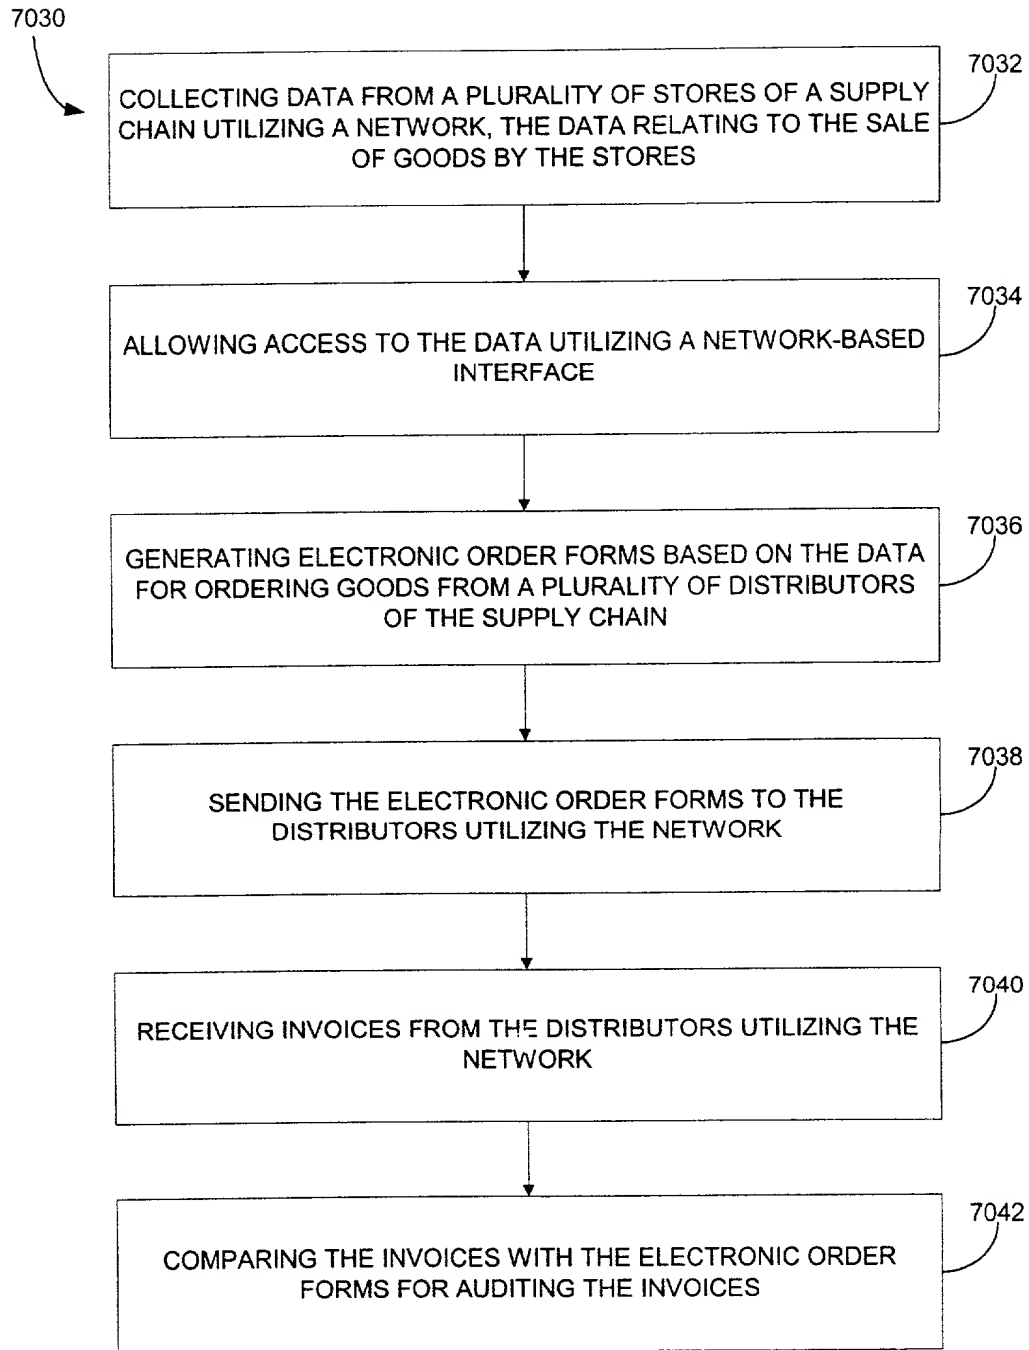 7030
7032
COLLECTING DATA FROM A PLURALITY OF STORES OF A SUPPLY
CHAIN UTILIZING A NETWORK, THE DATA RELATING TO THE SALE
OF GOODS BY THE STORES
7034
ALLOWING ACCESS TO THE DATA UTILIZING A NETWORK-BASED
INTERFACE
7036
GENERATING ELECTRONIC ORDER FORMS BASED ON THE DATA
FOR ORDERING GOODS FROM A PLURALITY OF DISTRIBUTORS
OF THE SUPPLY CHAIN
7038
SENDING THE ELECTRONIC ORDER FORMS TO THE
DISTRIBUTORS UTILIZING THE NETWORK
7040
RECEIVING INVOICES FROM THE DISTRIBUTORS UTILIZING THE
NETWORK
7042
COMPARING THE INVOICES WITH THE ELECTRONIC ORDER
FORMS FOR AUDITING THE INVOICES